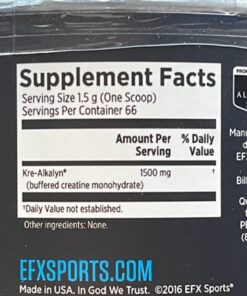 Supplement Facts
Serving Size 1.5 g (One Scoop)
Servings Per Container 66
Amount Per Serving
% Daily Value
Kre-Alkalyn® 1500 mg †
(buffered creatine monohydrate)
†Daily Value not established.
Other ingredients: None.
EFXSPORTS.COM
Made in USA. In God We Trust. ©2016 EFX Sports®